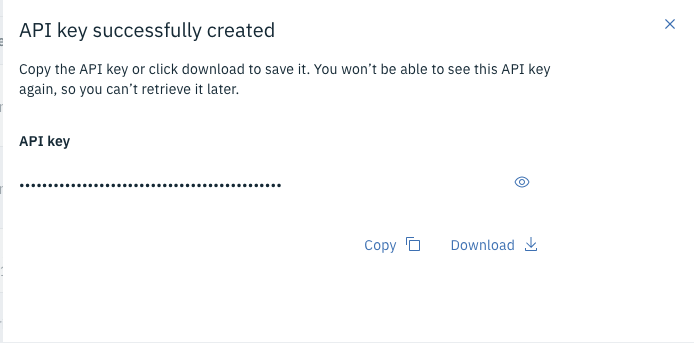 API key successfully created
Copy the API key or click download to save it. You won’t be able to see this API key
again, so you can’t retrieve it later.
API key
••••••••••••••••••••••••••••••••••••••••••••
Copy
Download